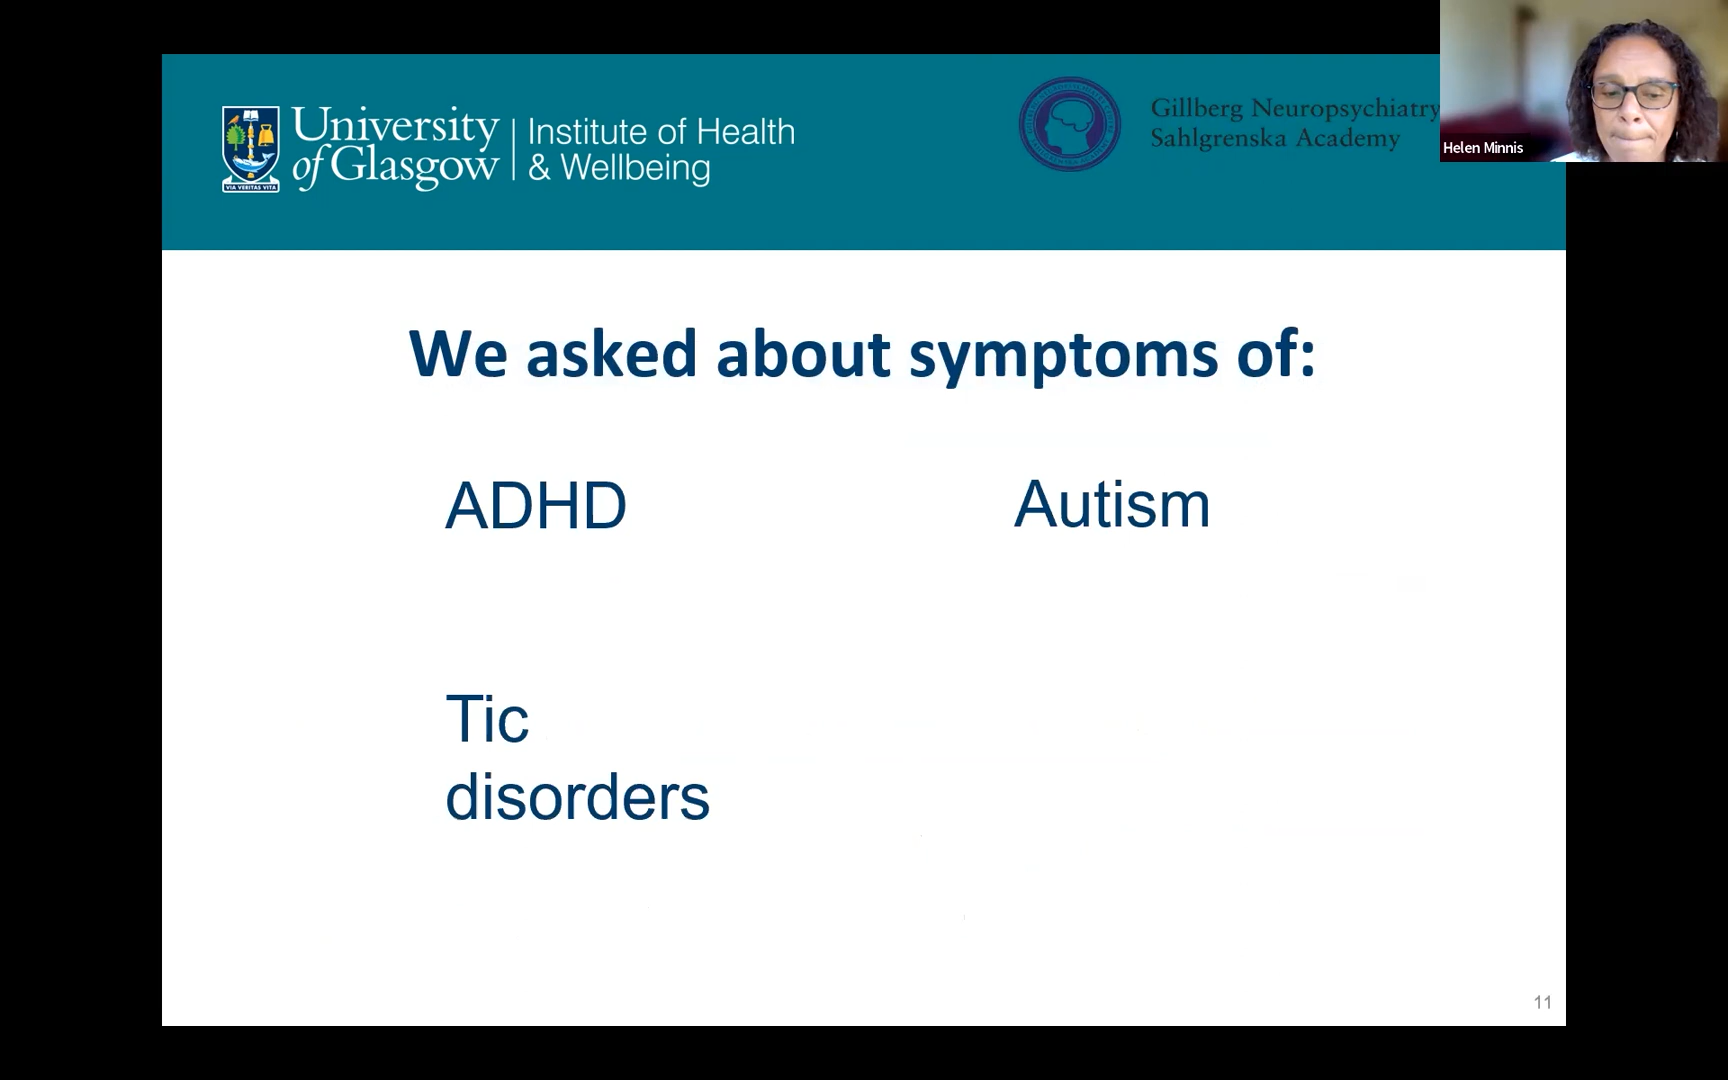 University
of Glasgow
Institute of Health
& Wellbeing
VIA VERITAS VITA
Gillberg Neuropsychiatry
Sahlgrenska Academy
Helen Minnis
We asked about symptoms of:
ADHD
Autism
Tic
disorders
11